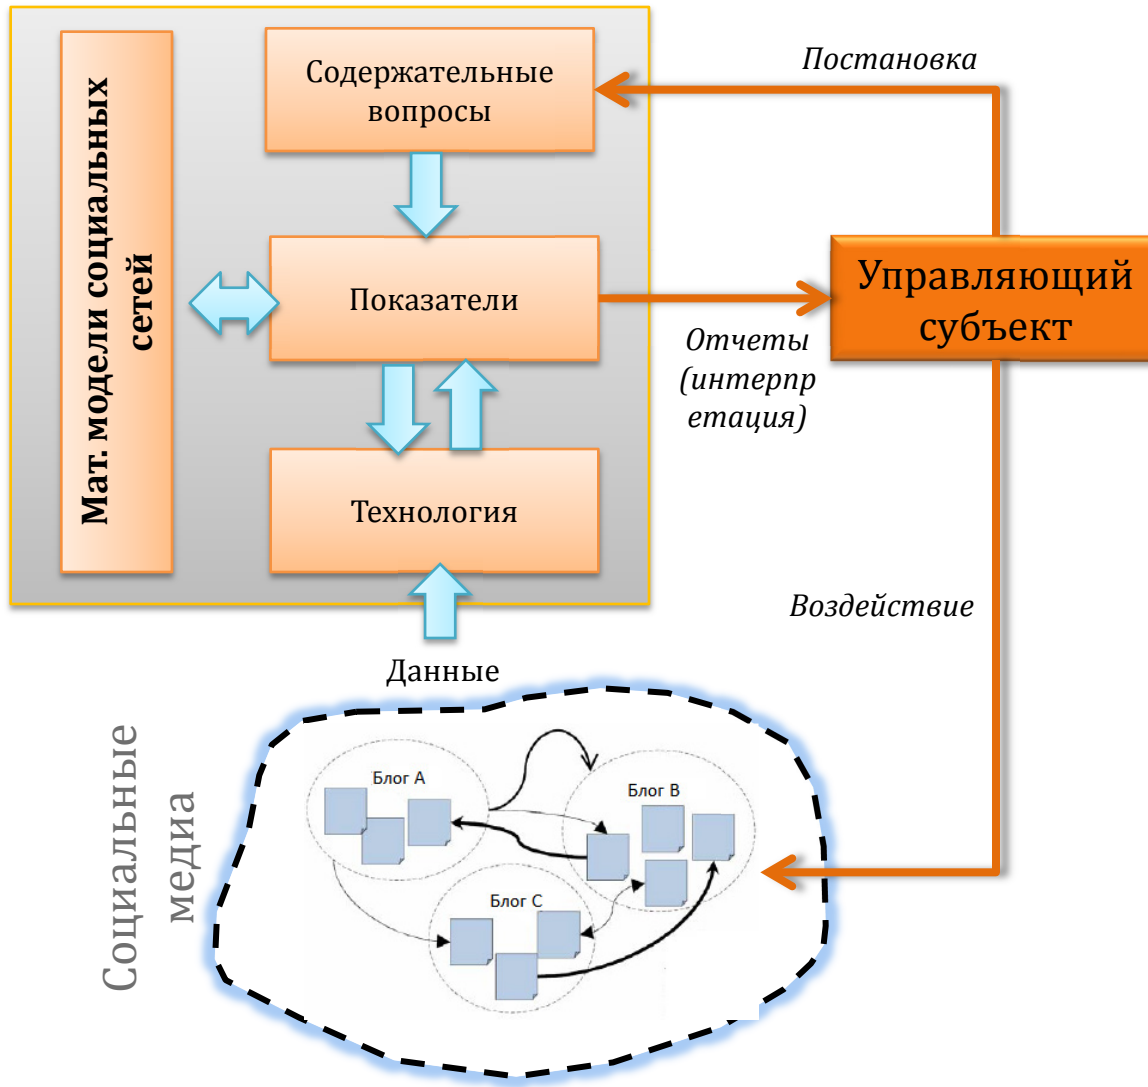 Содержательные
вопросы
Постановка
Мат. модели социальных
сетей
Показатели
Управляющий
субъект
Отчеты
(интерпр
етация)
Технология
Воздействие
Данные
Социальные
медиа
Блог A
Блог B
Блог C